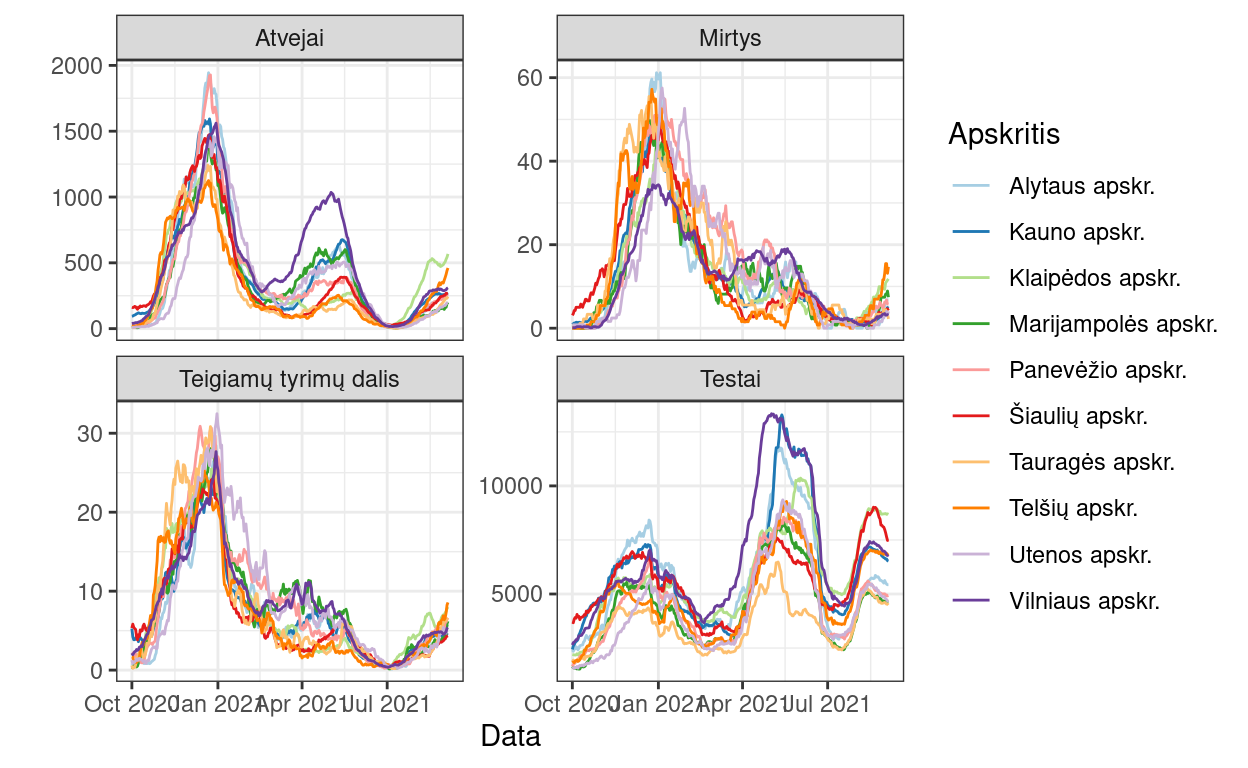 Atvejai
2000
1500
1000
500
0
Mirtys
60
40
20
0
Teigiamų tyrimų dalis
30
20
10
0
Oct 2020 Jan 2021 Apr 2021 Jul 2021
Testai
10000
5000
Oct 2020 Jan 2021 Apr 2021 Jul 2021
Data
Apskritis
Alytaus apskr.
Kauno apskr.
Klaipėdos apskr.
Marijampolės apskr.
Panevėžio apskr.
Šiaulių apskr.
Tauragės apskr.
Telšių apskr.
Utenos apskr.
Vilniaus apskr.